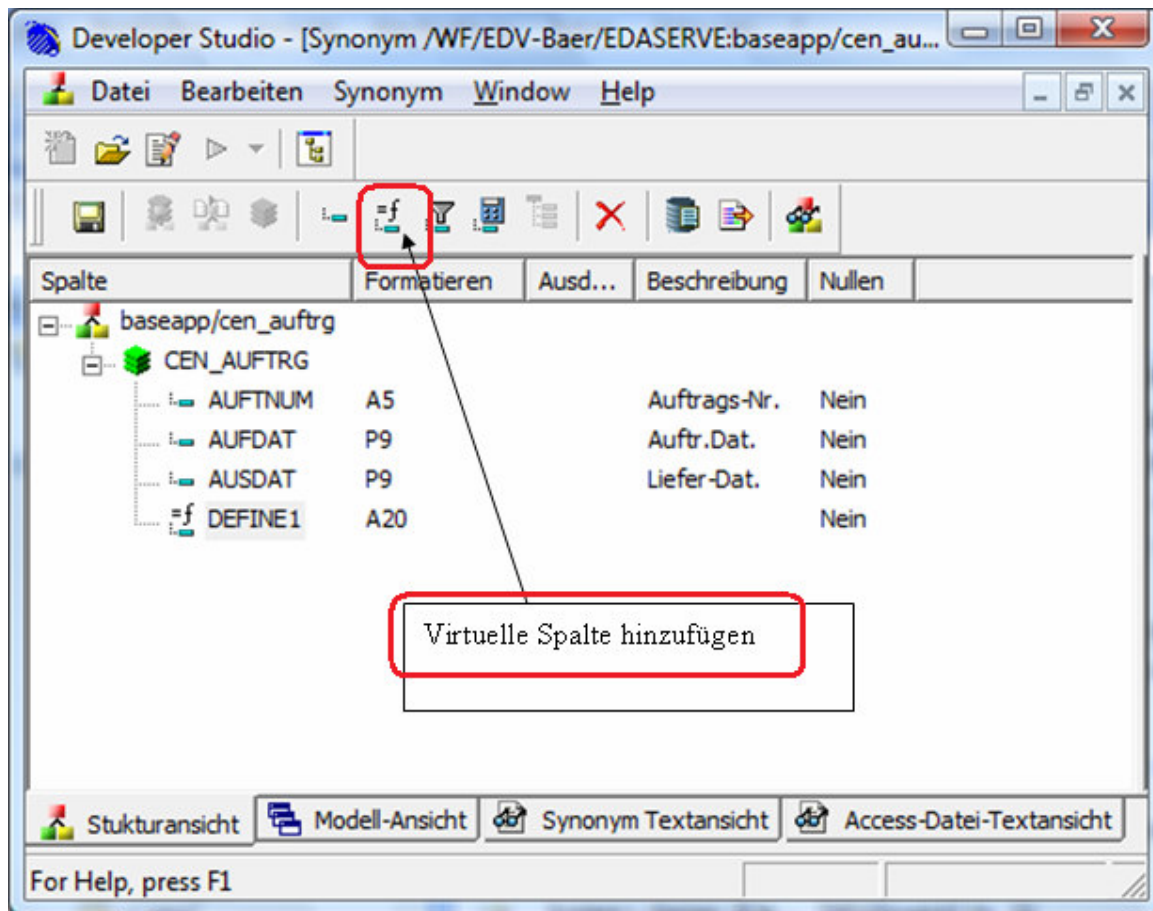 Developer Studio - [Synonym /WF/EDV-Baer/EDASERVE:baseapp/cen_au...
Datei Bearbeiten Synonym Window Help
=f
Spalte Formatieren Ausd... Beschreibung Nullen
baseapp/cen_auftrg
CEN_AUFTRG
AUFTNUM A5 Auftrags-Nr. Nein
AUFDAT P9 Auftr.Dat. Nein
AUSDAT P9 Liefer-Dat. Nein
=f DEFINE1 A20 Nein
Virtuelle Spalte hinzufügen
Stukturansicht Modell-Ansicht Synonym Textansicht Access-Datei-Textansicht
For Help, press F1